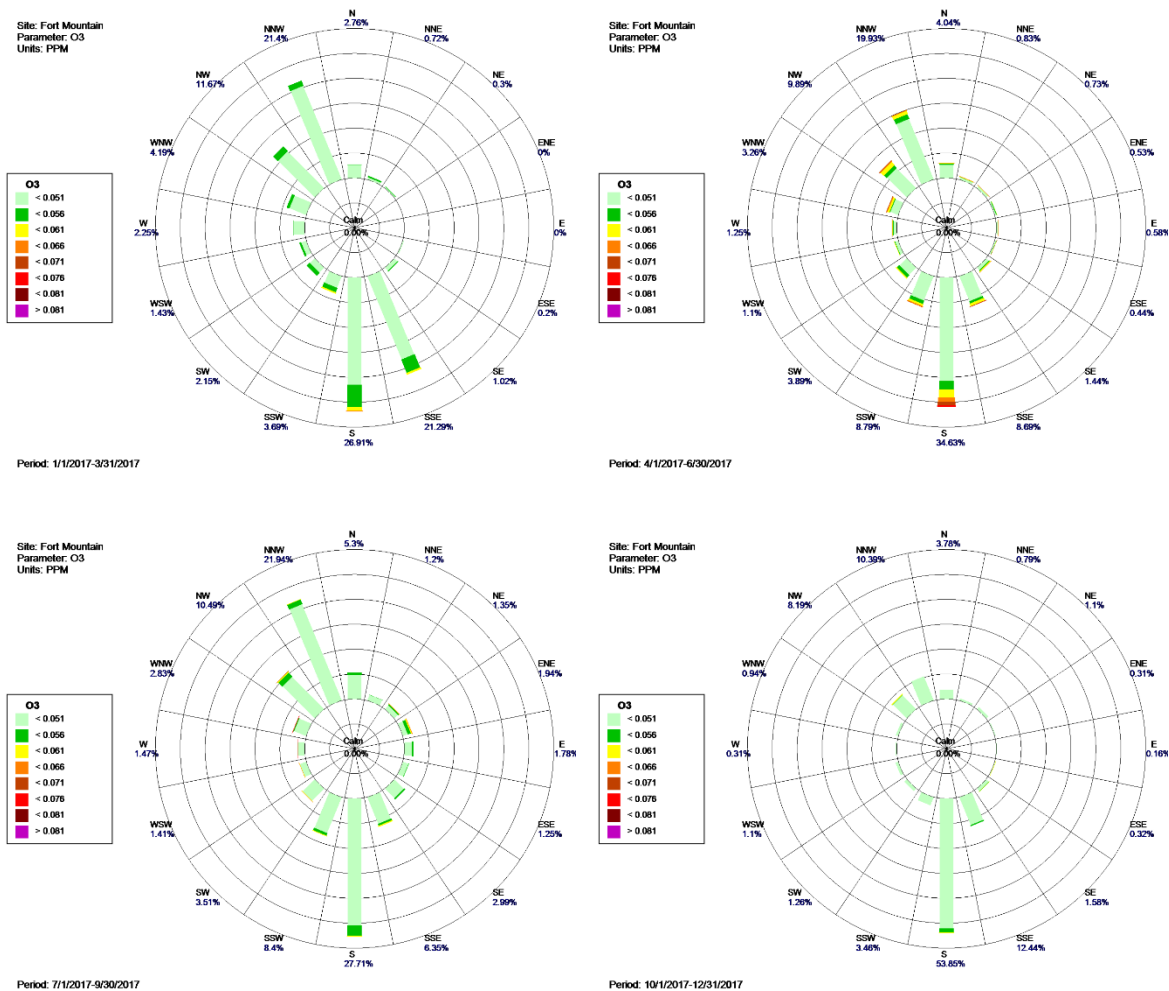 Site: Fort Mountain
Parameter: O3
Units: PPM
N
2.76%
NNE
0.72%
NE
0.3%
ENE
0%
E
0%
ESE
0.2%
SE
1.02%
SSE
21.29%
S
26.91%
SSW
3.69%
SW
2.15%
WSW
1.43%
W
2.25%
WNW
4.19%
NW
11.67%
NNW
21.4%
Calm
0.00%
O3
< 0.051
< 0.056
< 0.061
< 0.066
< 0.071
< 0.076
< 0.081
> 0.081
Period: 1/1/2017-3/31/2017
Site: Fort Mountain
Parameter: O3
Units: PPM
N
4.04%
NNE
0.83%
NE
0.73%
ENE
0.53%
E
0.58%
ESE
0.44%
SE
1.44%
SSE
8.69%
S
34.63%
SSW
8.79%
SW
3.89%
WSW
1.1%
W
1.25%
WNW
3.26%
NW
9.89%
NNW
19.93%
Calm
0.00%
O3
< 0.051
< 0.056
< 0.061
< 0.066
< 0.071
< 0.076
< 0.081
> 0.081
Period: 4/1/2017-6/30/2017
Site: Fort Mountain
Parameter: O3
Units: PPM
N
5.3%
NNE
1.2%
NE
1.35%
ENE
1.94%
E
1.78%
ESE
1.25%
SE
2.99%
SSE
6.35%
S
27.71%
SSW
8.4%
SW
3.51%
WSW
1.41%
W
1.47%
WNW
2.83%
NW
10.49%
NNW
21.94%
Calm
0.00%
O3
< 0.051
< 0.056
< 0.061
< 0.066
< 0.071
< 0.076
< 0.081
> 0.081
Period: 7/1/2017-9/30/2017
Site: Fort Mountain
Parameter: O3
Units: PPM
N
3.78%
NNE
0.79%
NE
1.1%
ENE
0.31%
E
0.16%
ESE
0.32%
SE
1.58%
SSE
12.44%
S
53.85%
SSW
3.46%
SW
1.26%
WSW
1.1%
W
0.31%
WNW
0.94%
NW
8.19%
NNW
10.39%
Calm
0.00%
O3
< 0.051
< 0.056
< 0.061
< 0.066
< 0.071
< 0.076
< 0.081
> 0.081
Period: 10/1/2017-12/31/2017